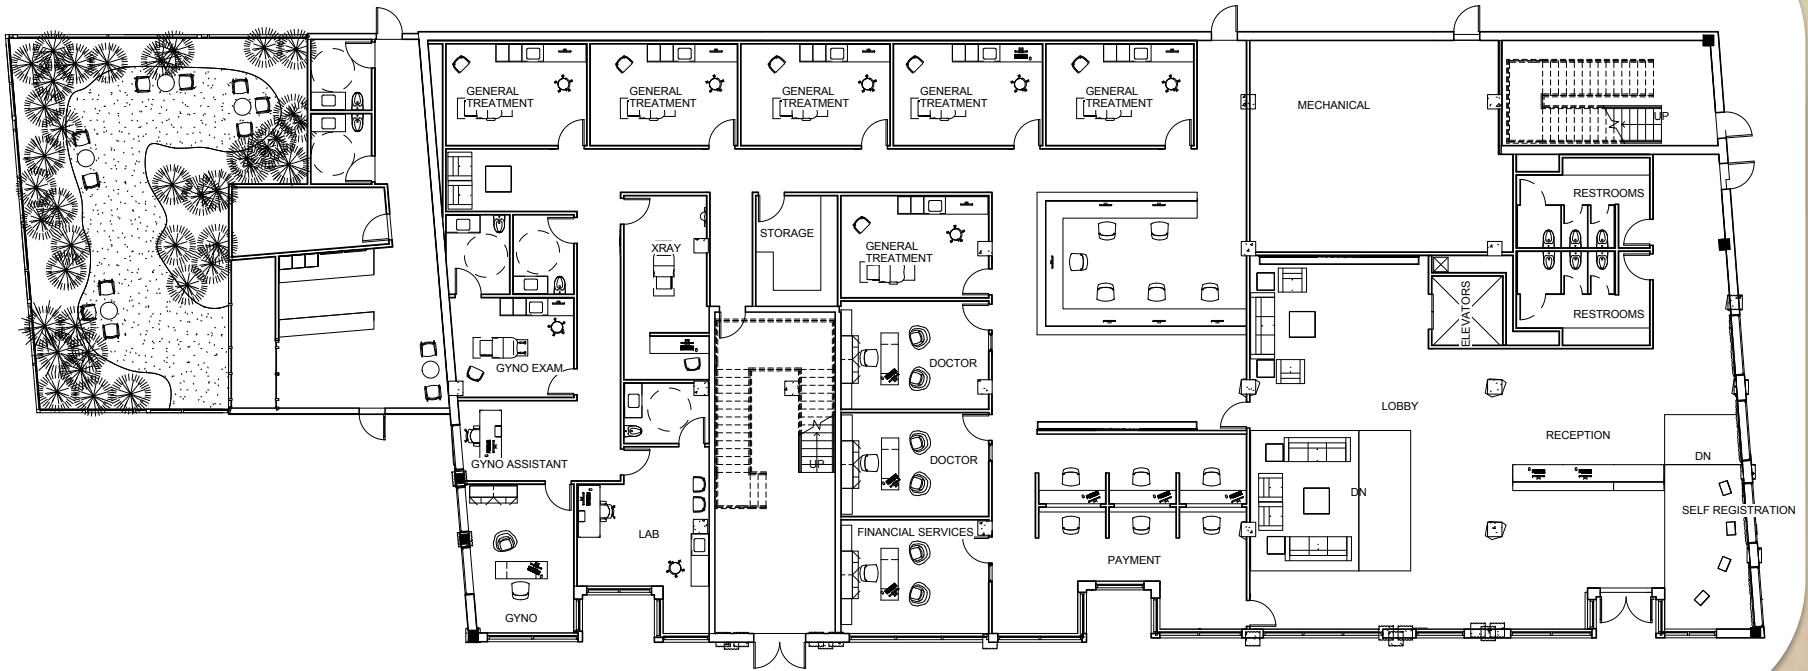 GENERAL
TREATMENT
GENERAL
TREATMENT
GENERAL
TREATMENT
GENERAL
TREATMENT
GENERAL
TREATMENT
MECHANICAL
UP
RESTROOMS
STORAGE
XRAY
GENERAL
TREATMENT
ELEVATORS
RESTROOMS
GYNO EXAM
DOCTOR
LOBBY
RECEPTION
GYNO ASSISTANT
UP
DOCTOR
DN
DN
SELF REGISTRATION
LAB
FINANCIAL SERVICES
PAYMENT
GYNO